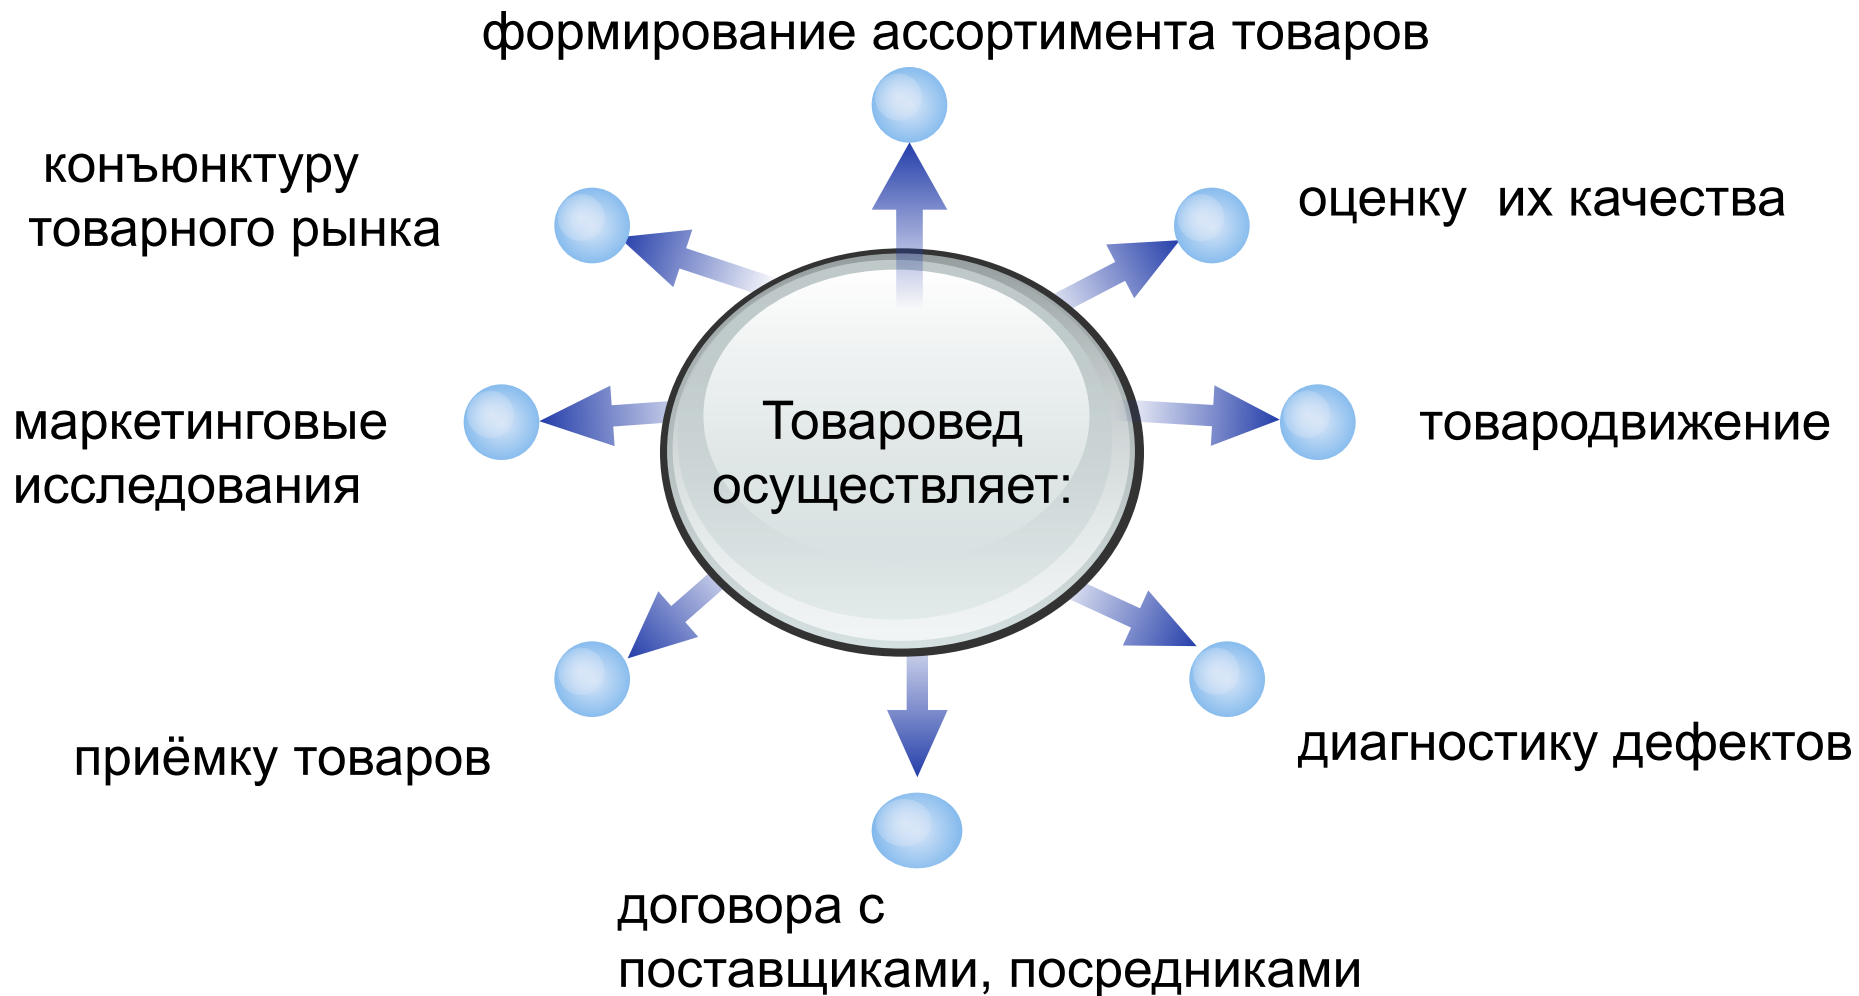 формирование ассортимента товаров
конъюнктуру
товарного рынка
оценку их качества
маркетинговые
исследования
Товаровед
осуществляет:
товародвижение
приёмку товаров
диагностику дефектов
договора с
поставщиками, посредниками